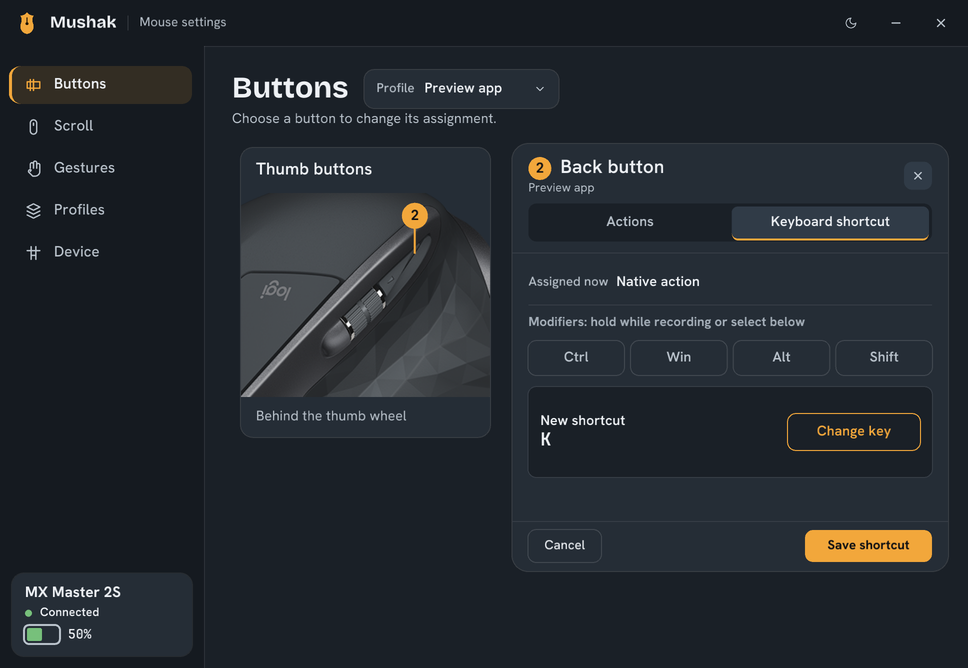 Mushak
Mouse settings
Buttons
Scroll
Gestures
Profiles
Device
MX Master 2S
Connected
50%
Buttons
Profile Preview app
Choose a button to change its assignment.
Thumb buttons
2
logi
Behind the thumb wheel
2 Back button
Preview app
Actions
Keyboard shortcut
Assigned now Native action
Modifiers: hold while recording or select below
Ctrl
Win
Alt
Shift
New shortcut
K
Change key
Cancel
Save shortcut